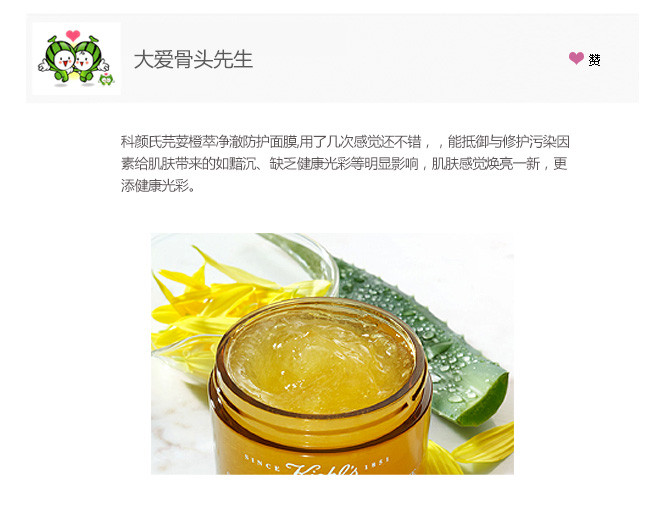 大爱骨头先生
赞
科颜氏芫荽橙萃净澈防护面膜,用了几次感觉还不错，，能抵御与修护污染因
素给肌肤带来的如黯沉、缺乏健康光彩等明显影响，肌肤感觉焕亮一新，更
添健康光彩。
SINCE Kiehl's 1851